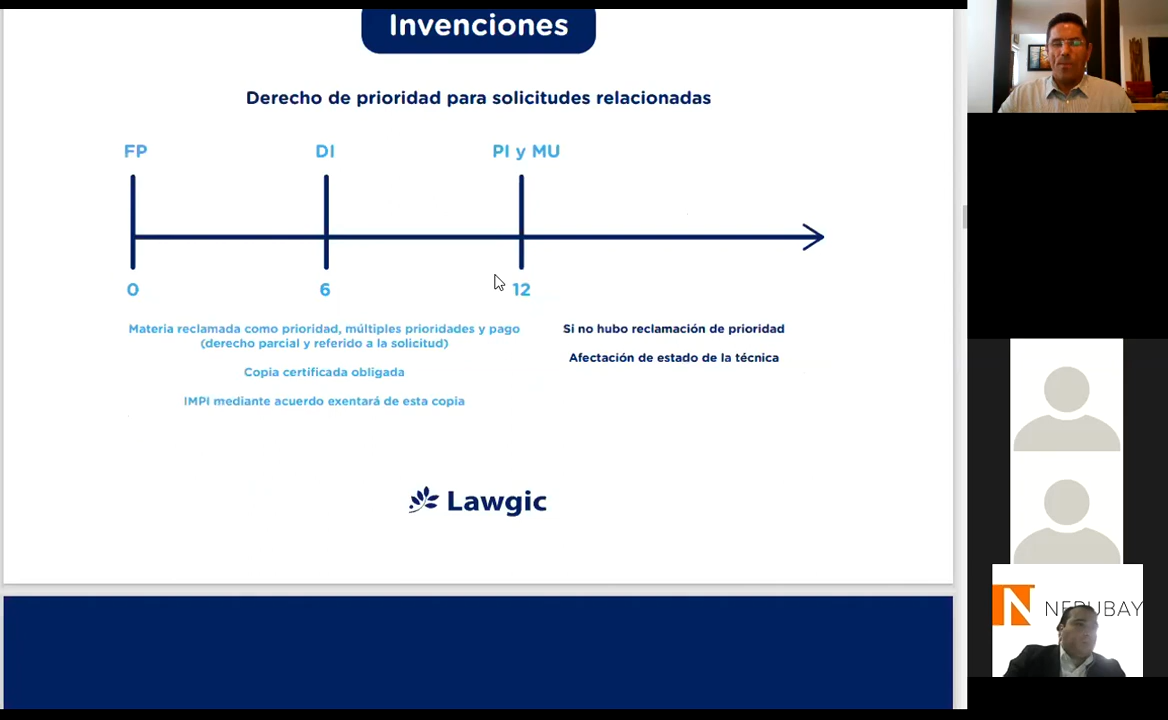 Invenciones
Derecho de prioridad para solicitudes relacionadas
FP
DI
PI y MU
0
6
12
Materia reclamada como prioridad, múltiples prioridades y pago
(derecho parcial y referido a la solicitud)
Copia certificada obligada
IMPI mediante acuerdo exentará de esta copia
Si no hubo reclamación de prioridad
Afectación de estado de la técnica
Lawgic
N